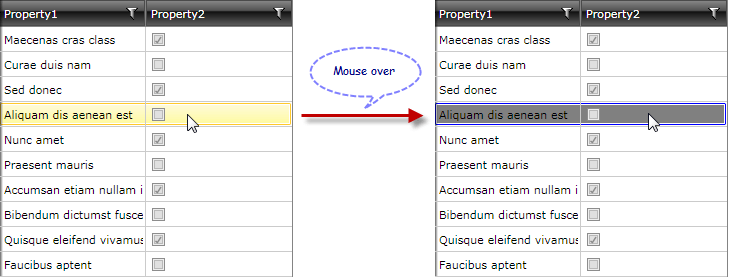 Property1 Property2
Maecenas cras class
Curae duis nam
Sed donec
Aliquam dis aenean est
Nunc amet
Praesent mauris
Accumsan etiam nullam i
Bibendum dictumst fusce
Quisque eleifend vivamus
Faucibus aptent
Mouse over
Property1 Property2
Maecenas cras class
Curae duis nam
Sed donec
Aliquam dis aenean est
Nunc amet
Praesent mauris
Accumsan etiam nullam i
Bibendum dictumst fusce
Quisque eleifend vivamus
Faucibus aptent